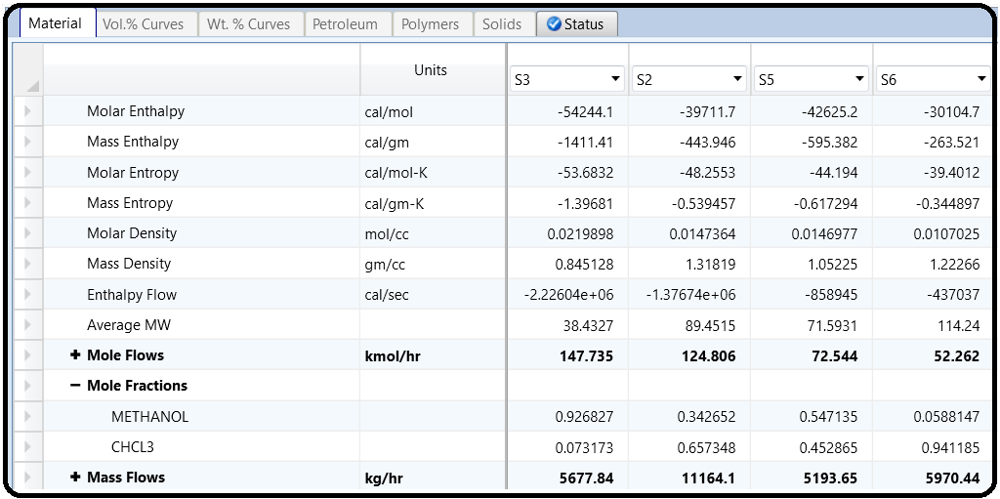 Material Vol.% Curves Wt. % Curves Petroleum Polymers Solids Status
Units S3 S2 S5 S6
Molar Enthalpy cal/mol -54244.1 -39711.7 -42625.2 -30104.7
Mass Enthalpy cal/gm -1411.41 -443.946 -595.382 -263.521
Molar Entropy cal/mol-K -53.6832 -48.2553 -44.194 -39.4012
Mass Entropy cal/gm-K -1.39681 -0.539457 -0.617294 -0.344897
Molar Density mol/cc 0.0219898 0.0147364 0.0146977 0.0107025
Mass Density gm/cc 0.845128 1.31819 1.05225 1.22266
Enthalpy Flow cal/sec -2.22604e+06 -1.37674e+06 -858945 -437037
Average MW 38.4327 89.4515 71.5931 114.24
+ Mole Flows kmol/hr 147.735 124.806 72.544 52.262
− Mole Fractions
METHANOL 0.926827 0.342652 0.547135 0.0588147
CHCL3 0.073173 0.657348 0.452865 0.941185
+ Mass Flows kg/hr 5677.84 11164.1 5193.65 5970.44